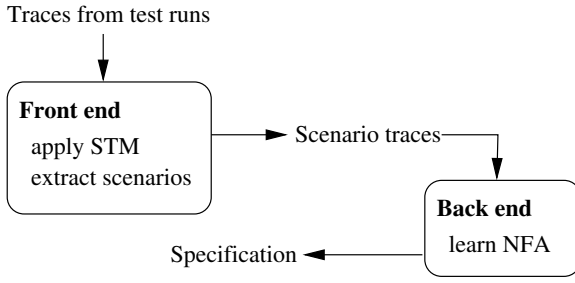 Traces from test runs
Front end
apply STM
extract scenarios
Scenario traces
Back end
learn NFA
Specification